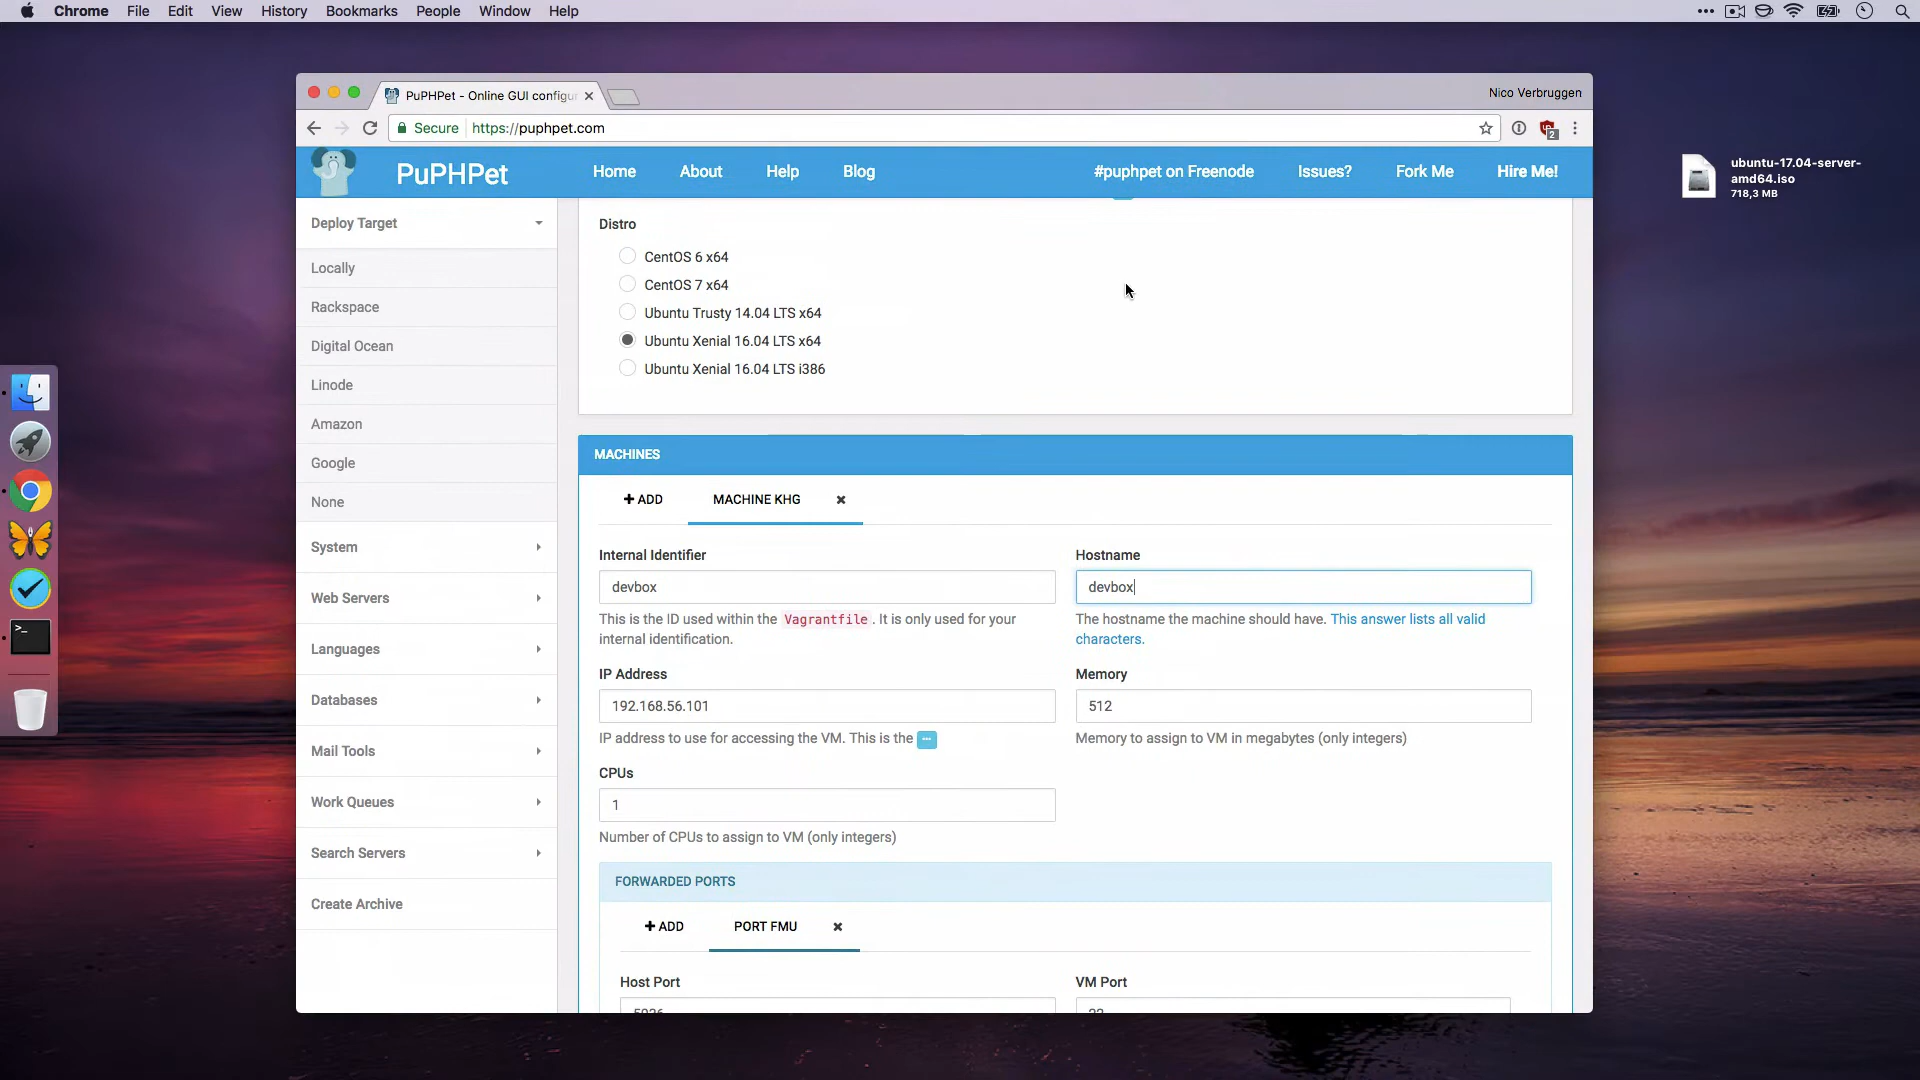 Chrome File Edit View History Bookmarks People Window Help
PuPHPet - Online GUI configur
Nico Verbruggen
Secure https://puphpet.com
2
PuPHPet Home About Help Blog #puphpet on Freenode Issues? Fork Me Hire Me!
ubuntu-17.04-server-
amd64.iso
718,3 MB
Deploy Target
Locally
Rackspace
Digital Ocean
Linode
Amazon
Google
None
System
Web Servers
Languages
Databases
Mail Tools
Work Queues
Search Servers
Create Archive
Distro
CentOS 6 x64
CentOS 7 x64
Ubuntu Trusty 14.04 LTS x64
Ubuntu Xenial 16.04 LTS x64
Ubuntu Xenial 16.04 LTS i386
MACHINES
+ ADD MACHINE KHG
Internal Identifier
devbox
This is the ID used within the Vagrantfile. It is only used for your
internal identification.
Hostname
devbox
The hostname the machine should have. This answer lists all valid
characters.
IP Address
192.168.56.101
IP address to use for accessing the VM. This is the
Memory
512
Memory to assign to VM in megabytes (only integers)
CPUs
1
Number of CPUs to assign to VM (only integers)
FORWARDED PORTS
+ ADD PORT FMU
Host Port
VM Port